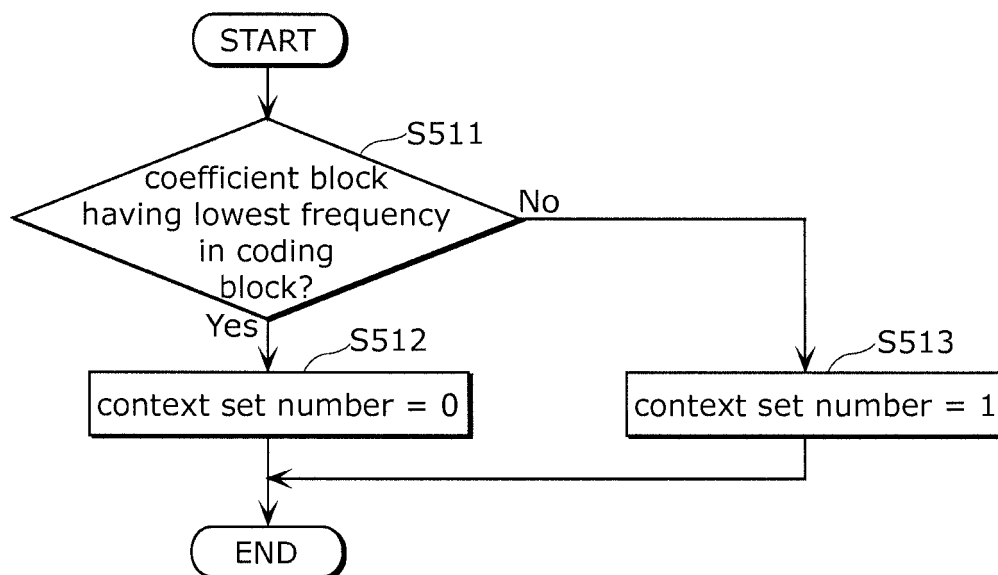 START
S511
coefficient block
having lowest frequency
in coding
block?
No
Yes
S512
S513
context set number = 0
context set number = 1
END